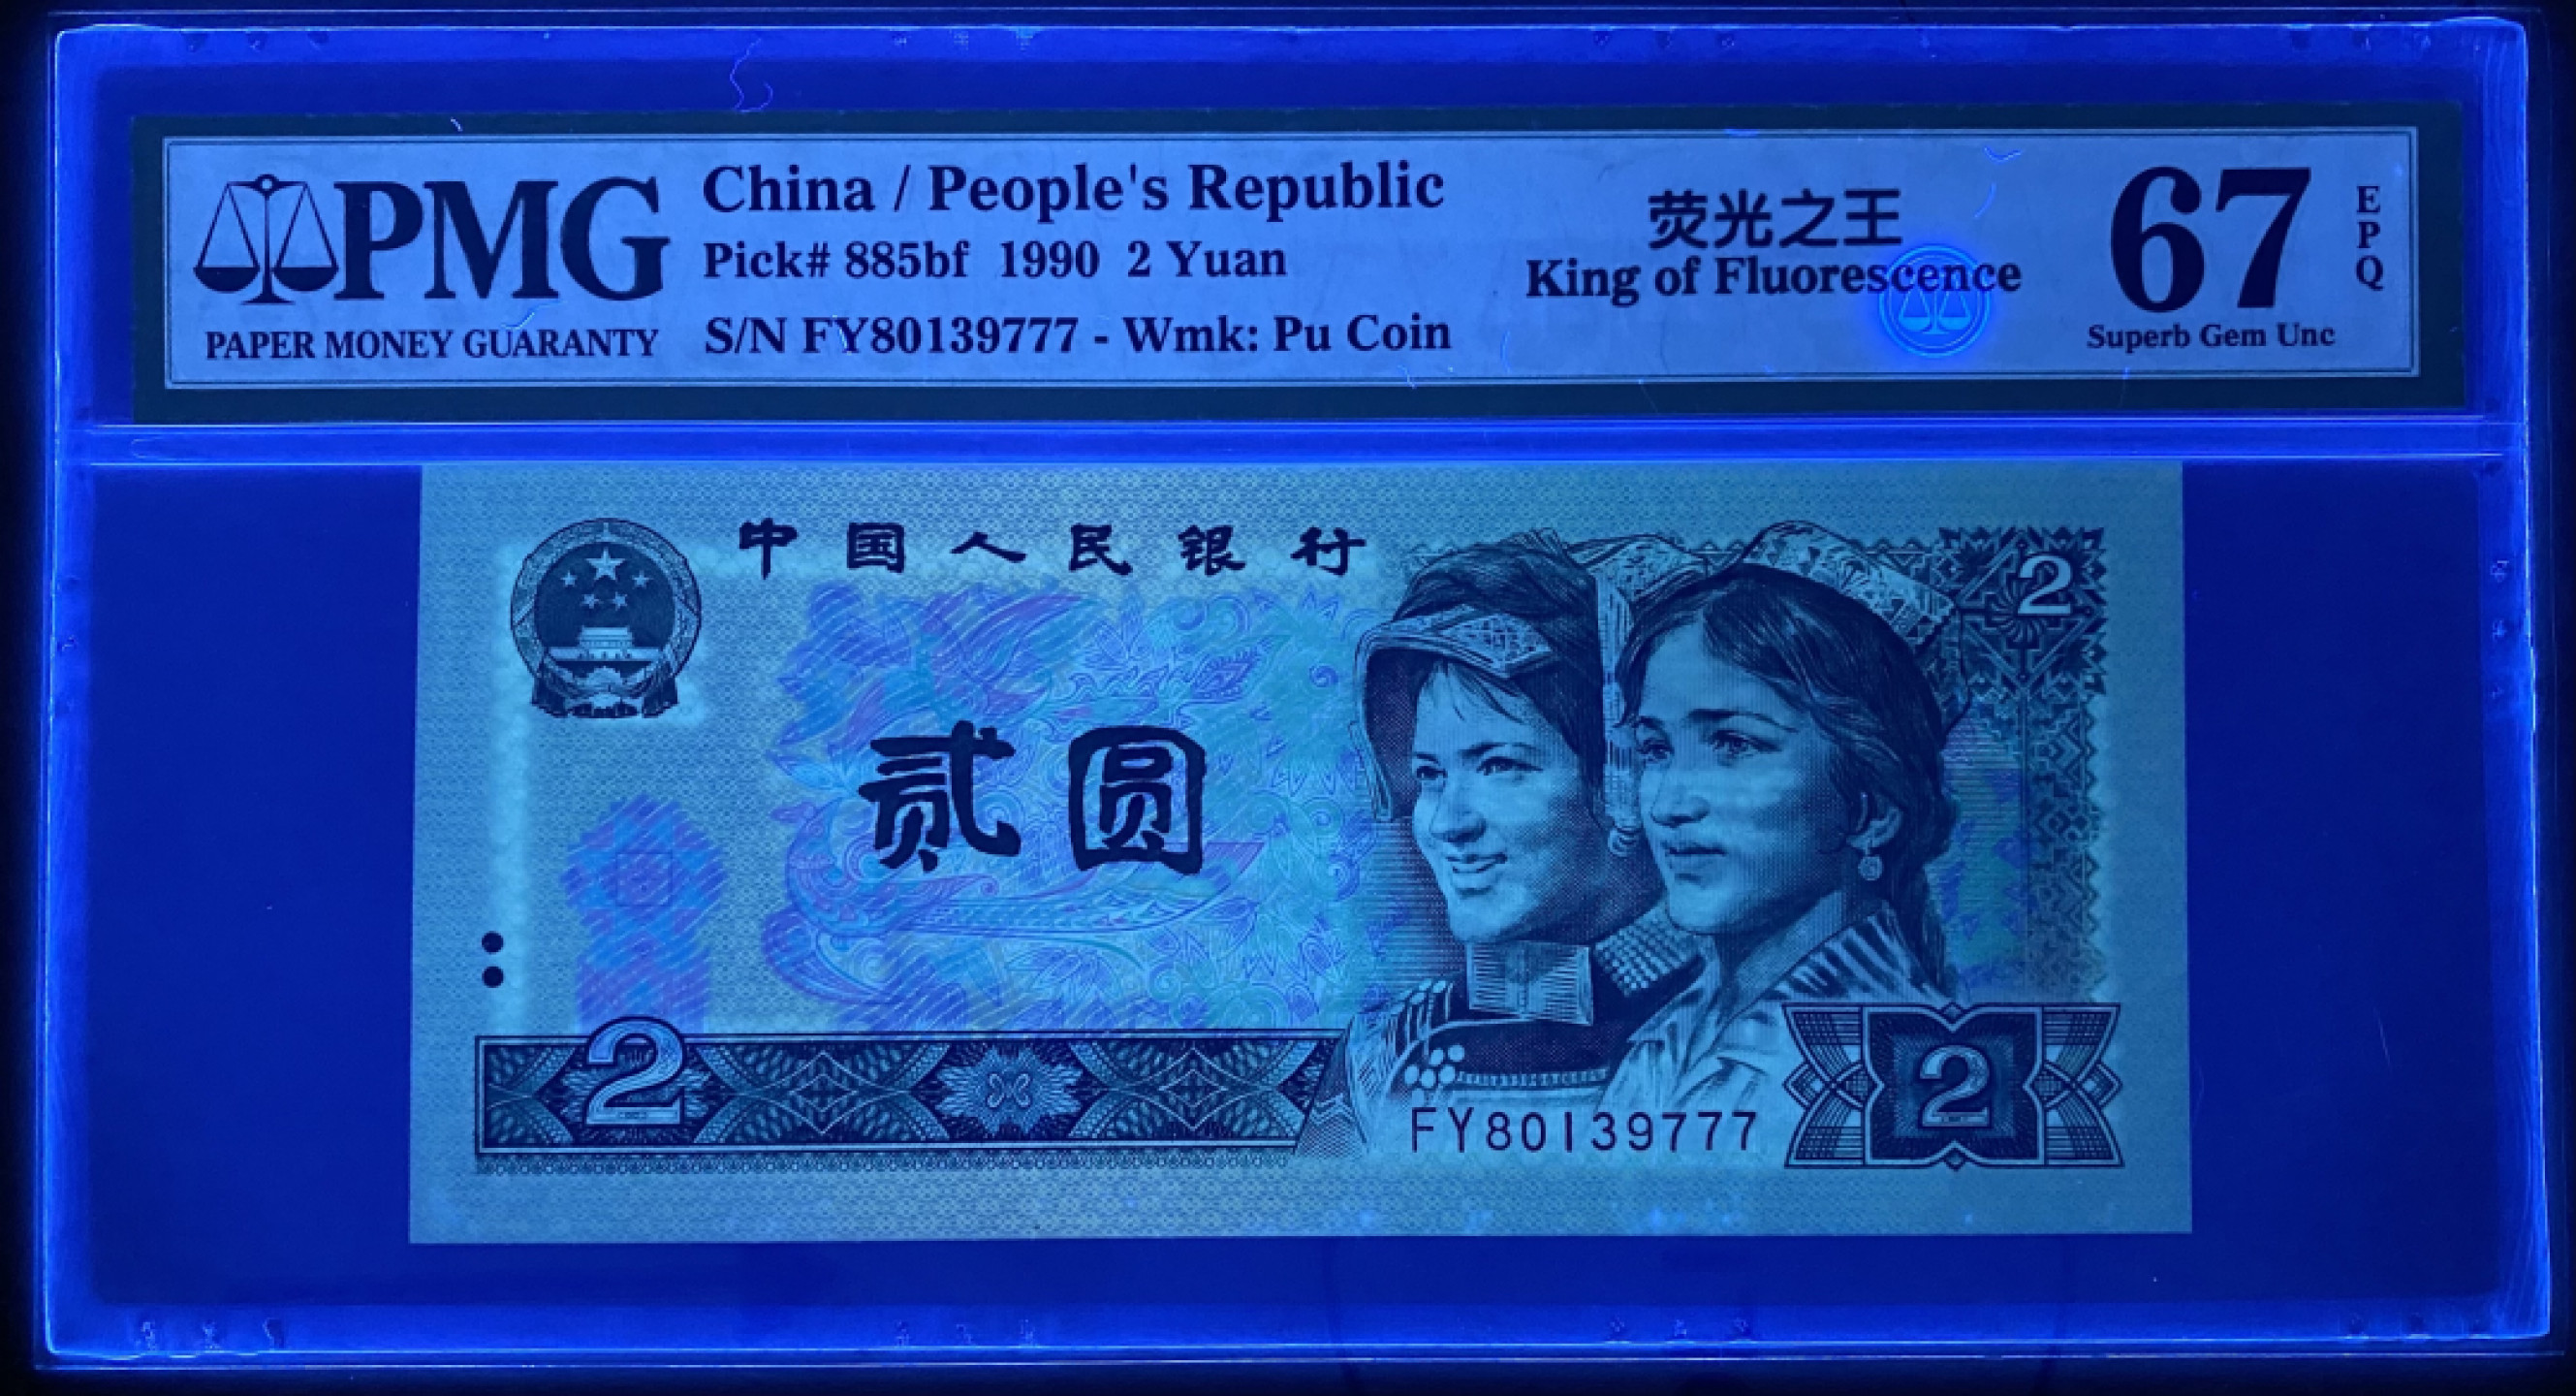 PMG
PAPER MONEY GUARANTY
China / People's Republic
Pick# 885bf 1990 2 Yuan
S/N FY80139777 - Wmk: Pu Coin
荧光之王
King of Fluorescence
67
EPQ
Superb Gem Unc
中国人民银行
2
贰圆
2
FY80139777
2